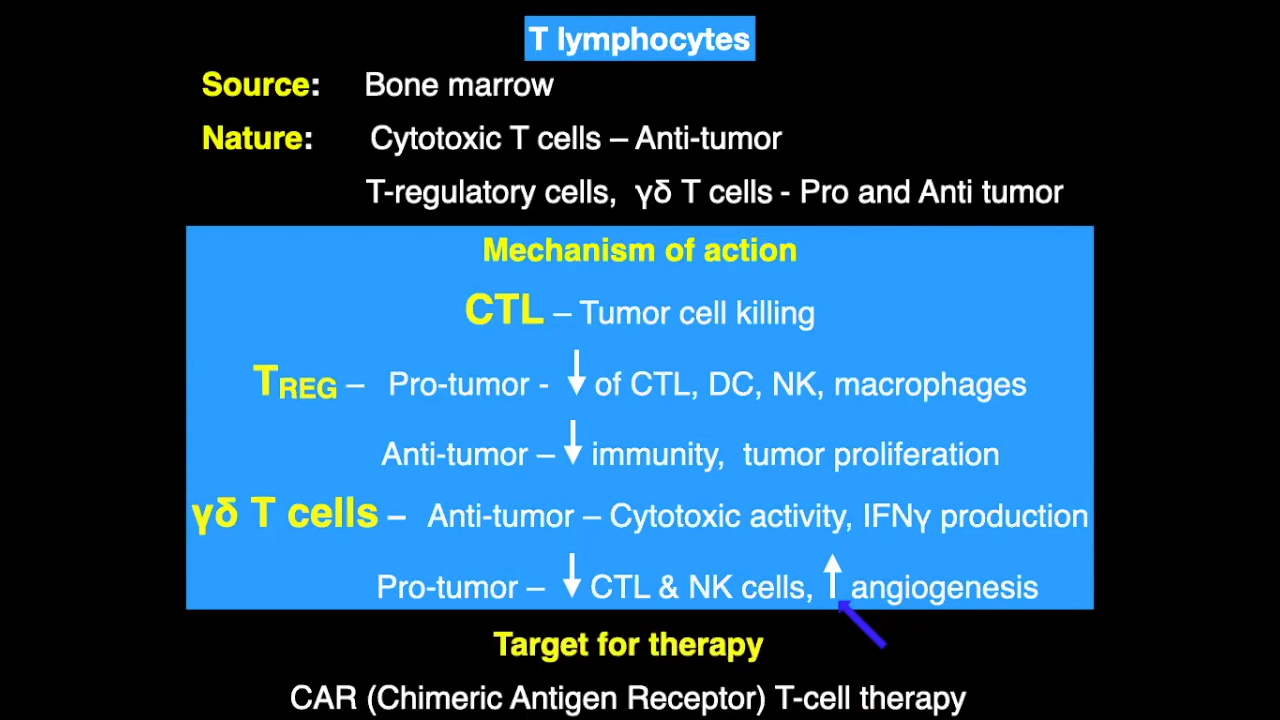 T lymphocytes
Source: Bone marrow
Nature: Cytotoxic T cells – Anti-tumor
T-regulatory cells, γδ T cells - Pro and Anti tumor
Mechanism of action
CTL – Tumor cell killing
TREG – Pro-tumor - ↓ of CTL, DC, NK, macrophages
Anti-tumor – ↓ immunity, tumor proliferation
γδ T cells – Anti-tumor – Cytotoxic activity, IFNγ production
Pro-tumor – ↓ CTL & NK cells, ↑ angiogenesis
Target for therapy
CAR (Chimeric Antigen Receptor) T-cell therapy